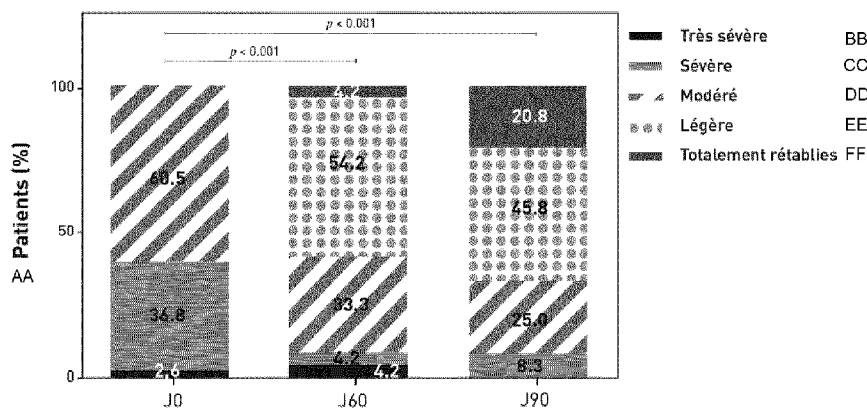 p < 0.001
p < 0.001
Très sévère BB
Sévère CC
Modéré DD
Légère EE
Totalement rétablies FF
Patients (%)
AA
100
50
0
60.5
36.8
2.6
4.2
54.2
33.3
4.2
4.2
20.8
45.8
25.0
8.3
J0
J60
J90